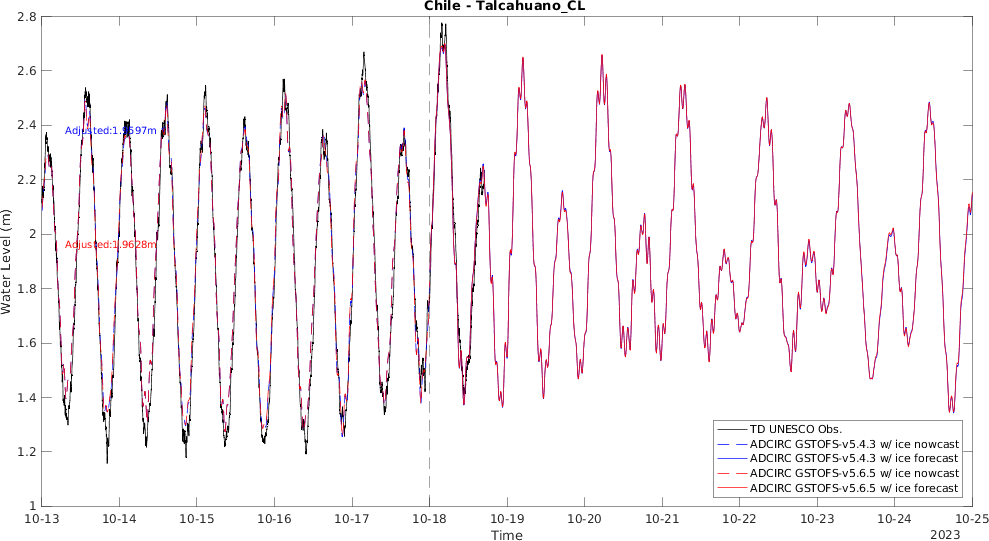 Chile - Talcahuano_CL
Water Level (m)
2.8
2.6
2.4
2.2
2
1.8
1.6
1.4
1.2
1
Adjusted:1.9597m
Adjusted:1.9628m
TD UNESCO Obs.
ADCIRC GSTOFS-v5.4.3 w/ ice nowcast
ADCIRC GSTOFS-v5.4.3 w/ ice forecast
ADCIRC GSTOFS-v5.6.5 w/ ice nowcast
ADCIRC GSTOFS-v5.6.5 w/ ice forecast
10-13 10-14 10-15 10-16 10-17 10-18 10-19 10-20 10-21 10-22 10-23 10-24 10-25
Time
2023